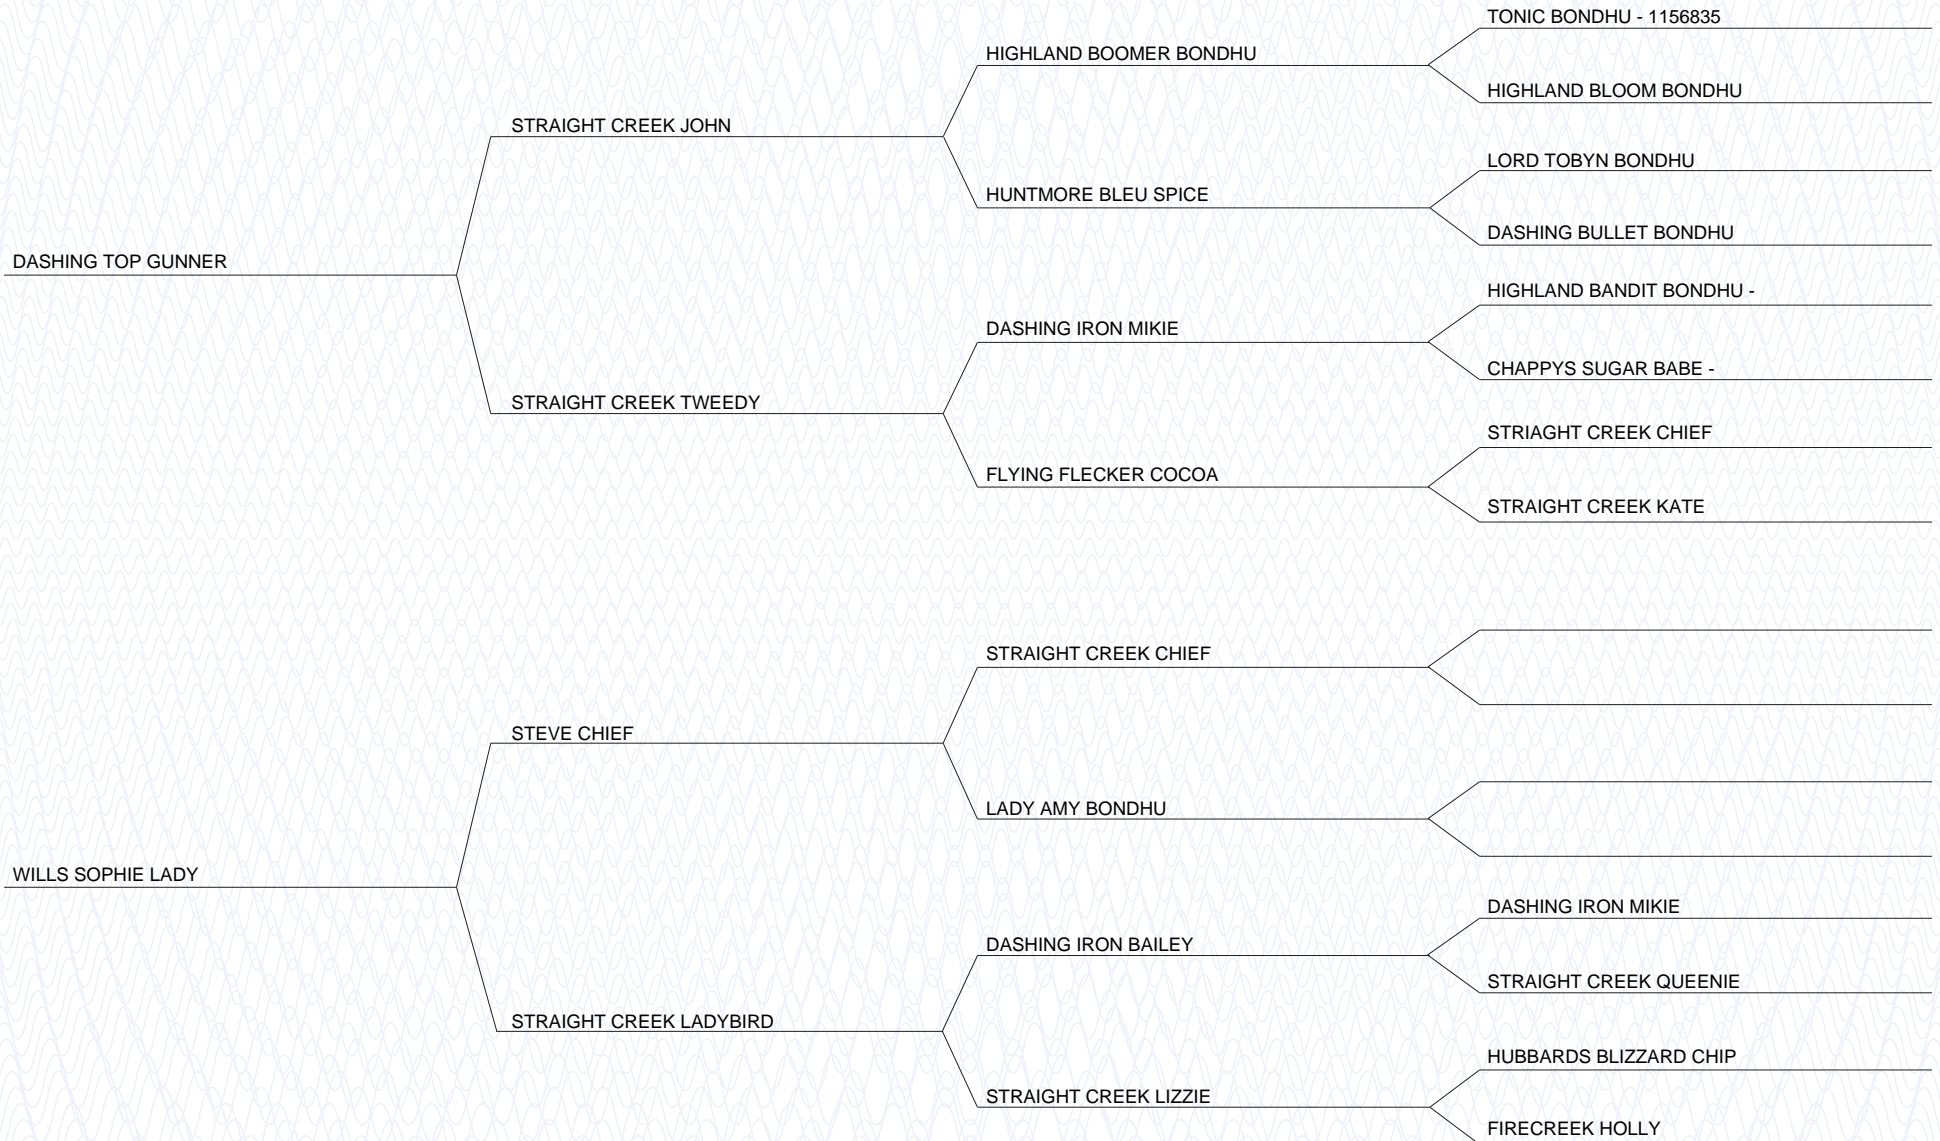 TONIC BONDHU - 1156835
HIGHLAND BOOMER BONDHU
HIGHLAND BLOOM BONDHU
STRAIGHT CREEK JOHN
LORD TOBYN BONDHU
HUNTMORE BLEU SPICE
DASHING BULLET BONDHU
DASHING TOP GUNNER
HIGHLAND BANDIT BONDHU -
DASHING IRON MIKIE
CHAPPYS SUGAR BABE -
STRAIGHT CREEK TWEEDY
STRIAGHT CREEK CHIEF
FLYING FLECKER COCOA
STRAIGHT CREEK KATE
STRAIGHT CREEK CHIEF
STEVE CHIEF
LADY AMY BONDHU
WILLS SOPHIE LADY
DASHING IRON MIKIE
DASHING IRON BAILEY
STRAIGHT CREEK QUEENIE
STRAIGHT CREEK LADYBIRD
HUBBARDS BLIZZARD CHIP
STRAIGHT CREEK LIZZIE
FIRECREEK HOLLY